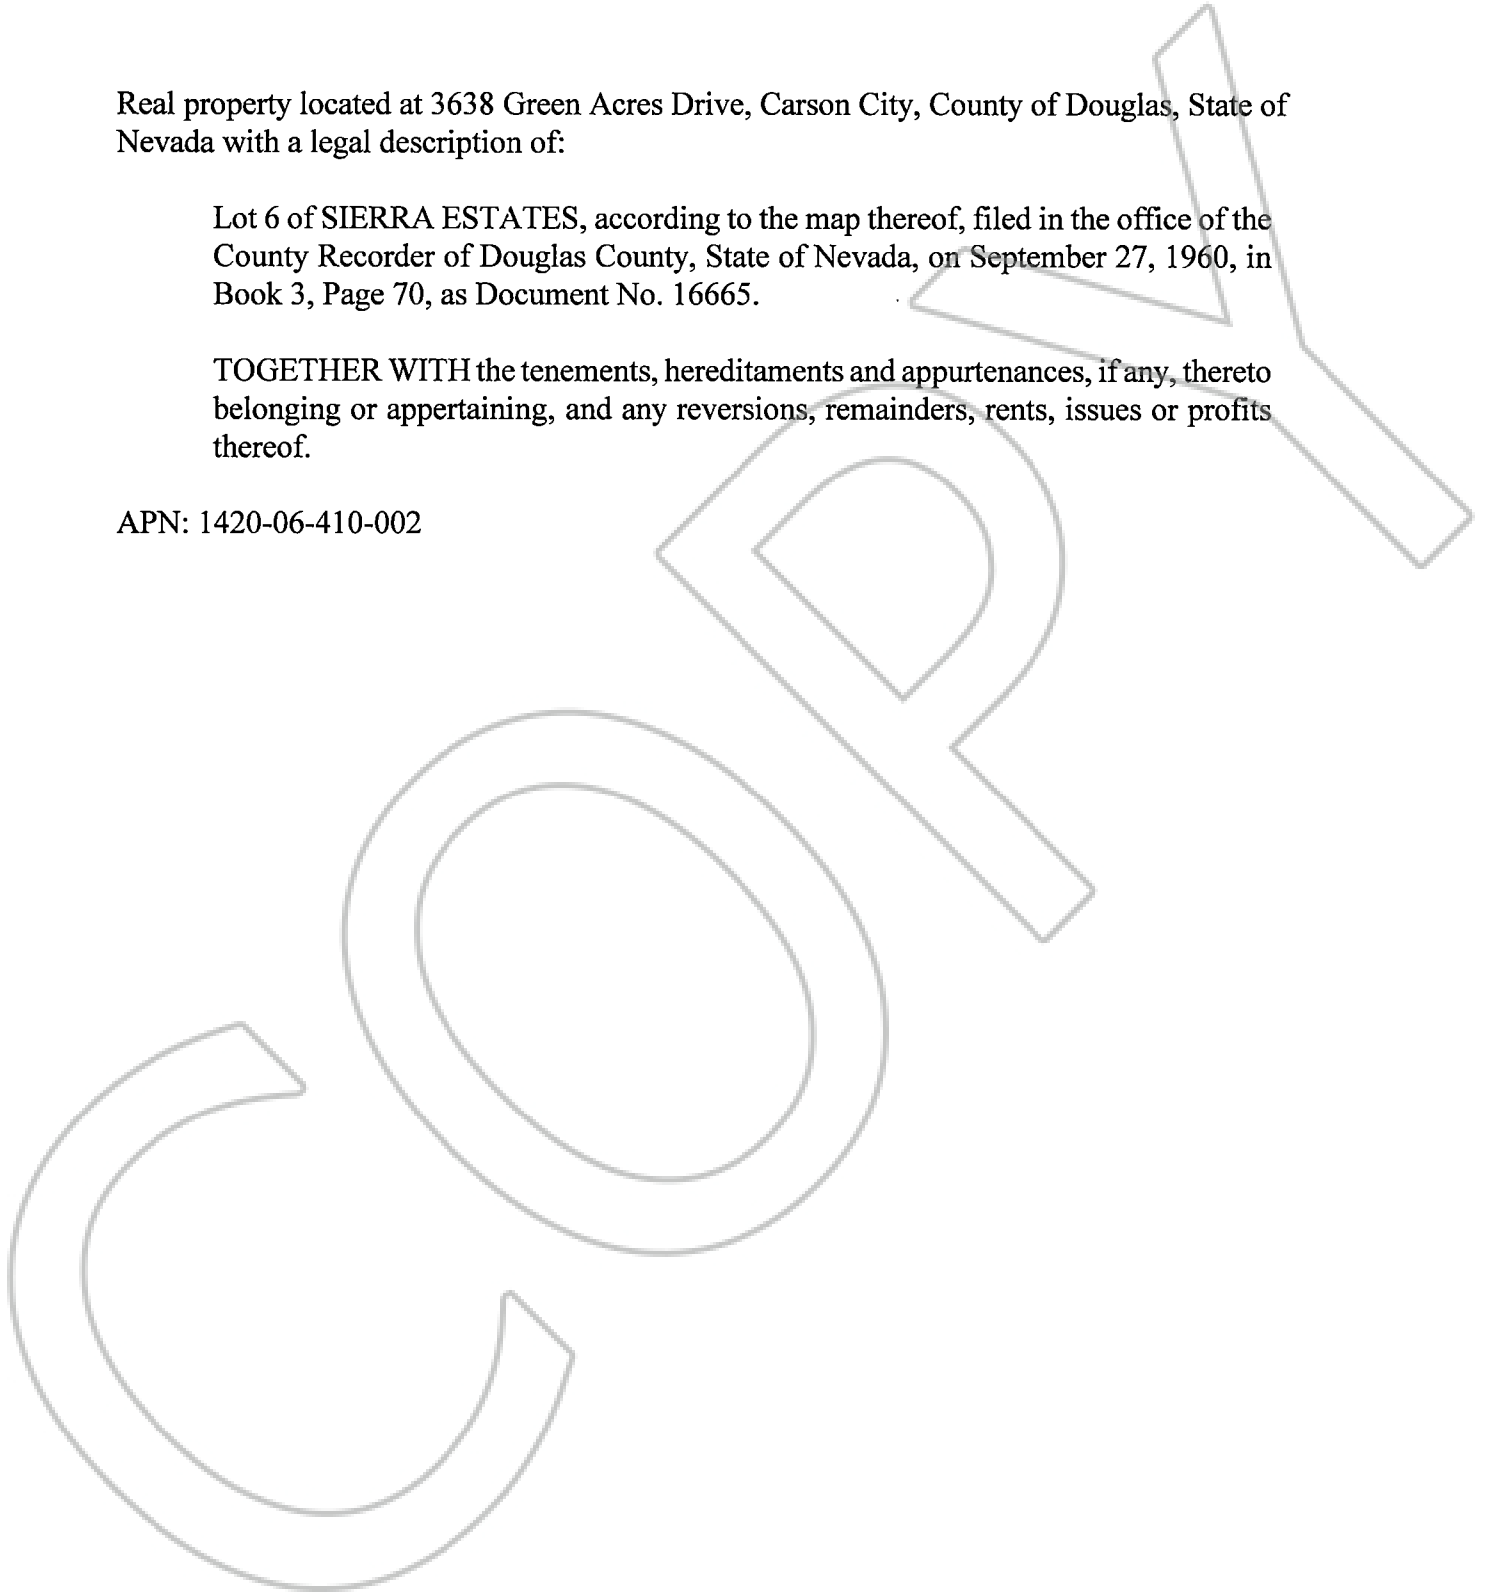 Real property located at 3638 Green Acres Drive, Carson City, County of Douglas, State of
Nevada with a legal description of:
Lot 6 of SIERRA ESTATES, according to the map thereof, filed in the office of the
County Recorder of Douglas County, State of Nevada, on September 27, 1960, in
Book 3, Page 70, as Document No. 16665.
TOGETHER WITH the tenements, hereditaments and appurtenances, if any, thereto
belonging or appertaining, and any reversions, remainders, rents, issues or profits
thereof.
APN: 1420-06-410-002
COPY